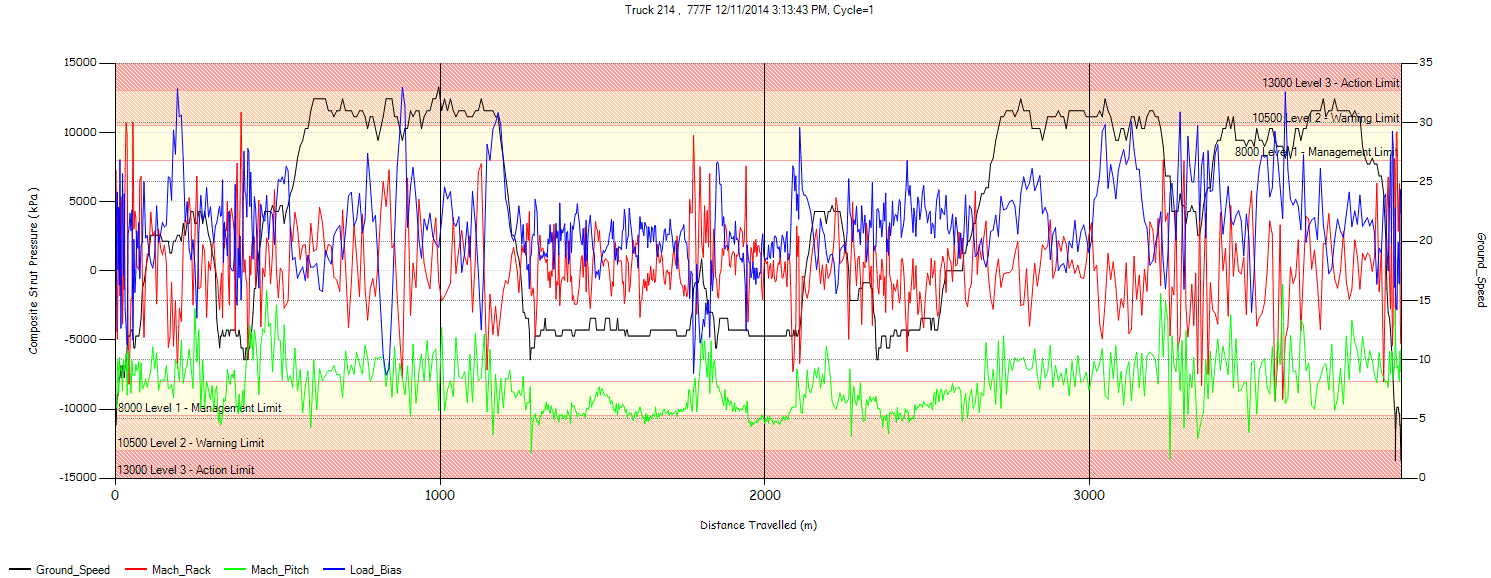 Truck 214 , 777F 12/11/2014 3:13:43 PM, Cycle=1
15000
35
13000 Level 3 - Action Limit
10500 Level 2 - Warning Limit
10000
30
8000 Level 1 - Management Limit
5000
25
20
0
15
-5000
10
8000 Level 1 - Management Limit
-10000
5
10500 Level 2 - Warning Limit
13000 Level 3 - Action Limit
-15000
0
Composite Strut Pressure (kPa)
Ground_Speed
0
1000
2000
3000
Distance Travelled (m)
Ground_Speed
Mach_Rack
Mach_Pitch
Load_Bias